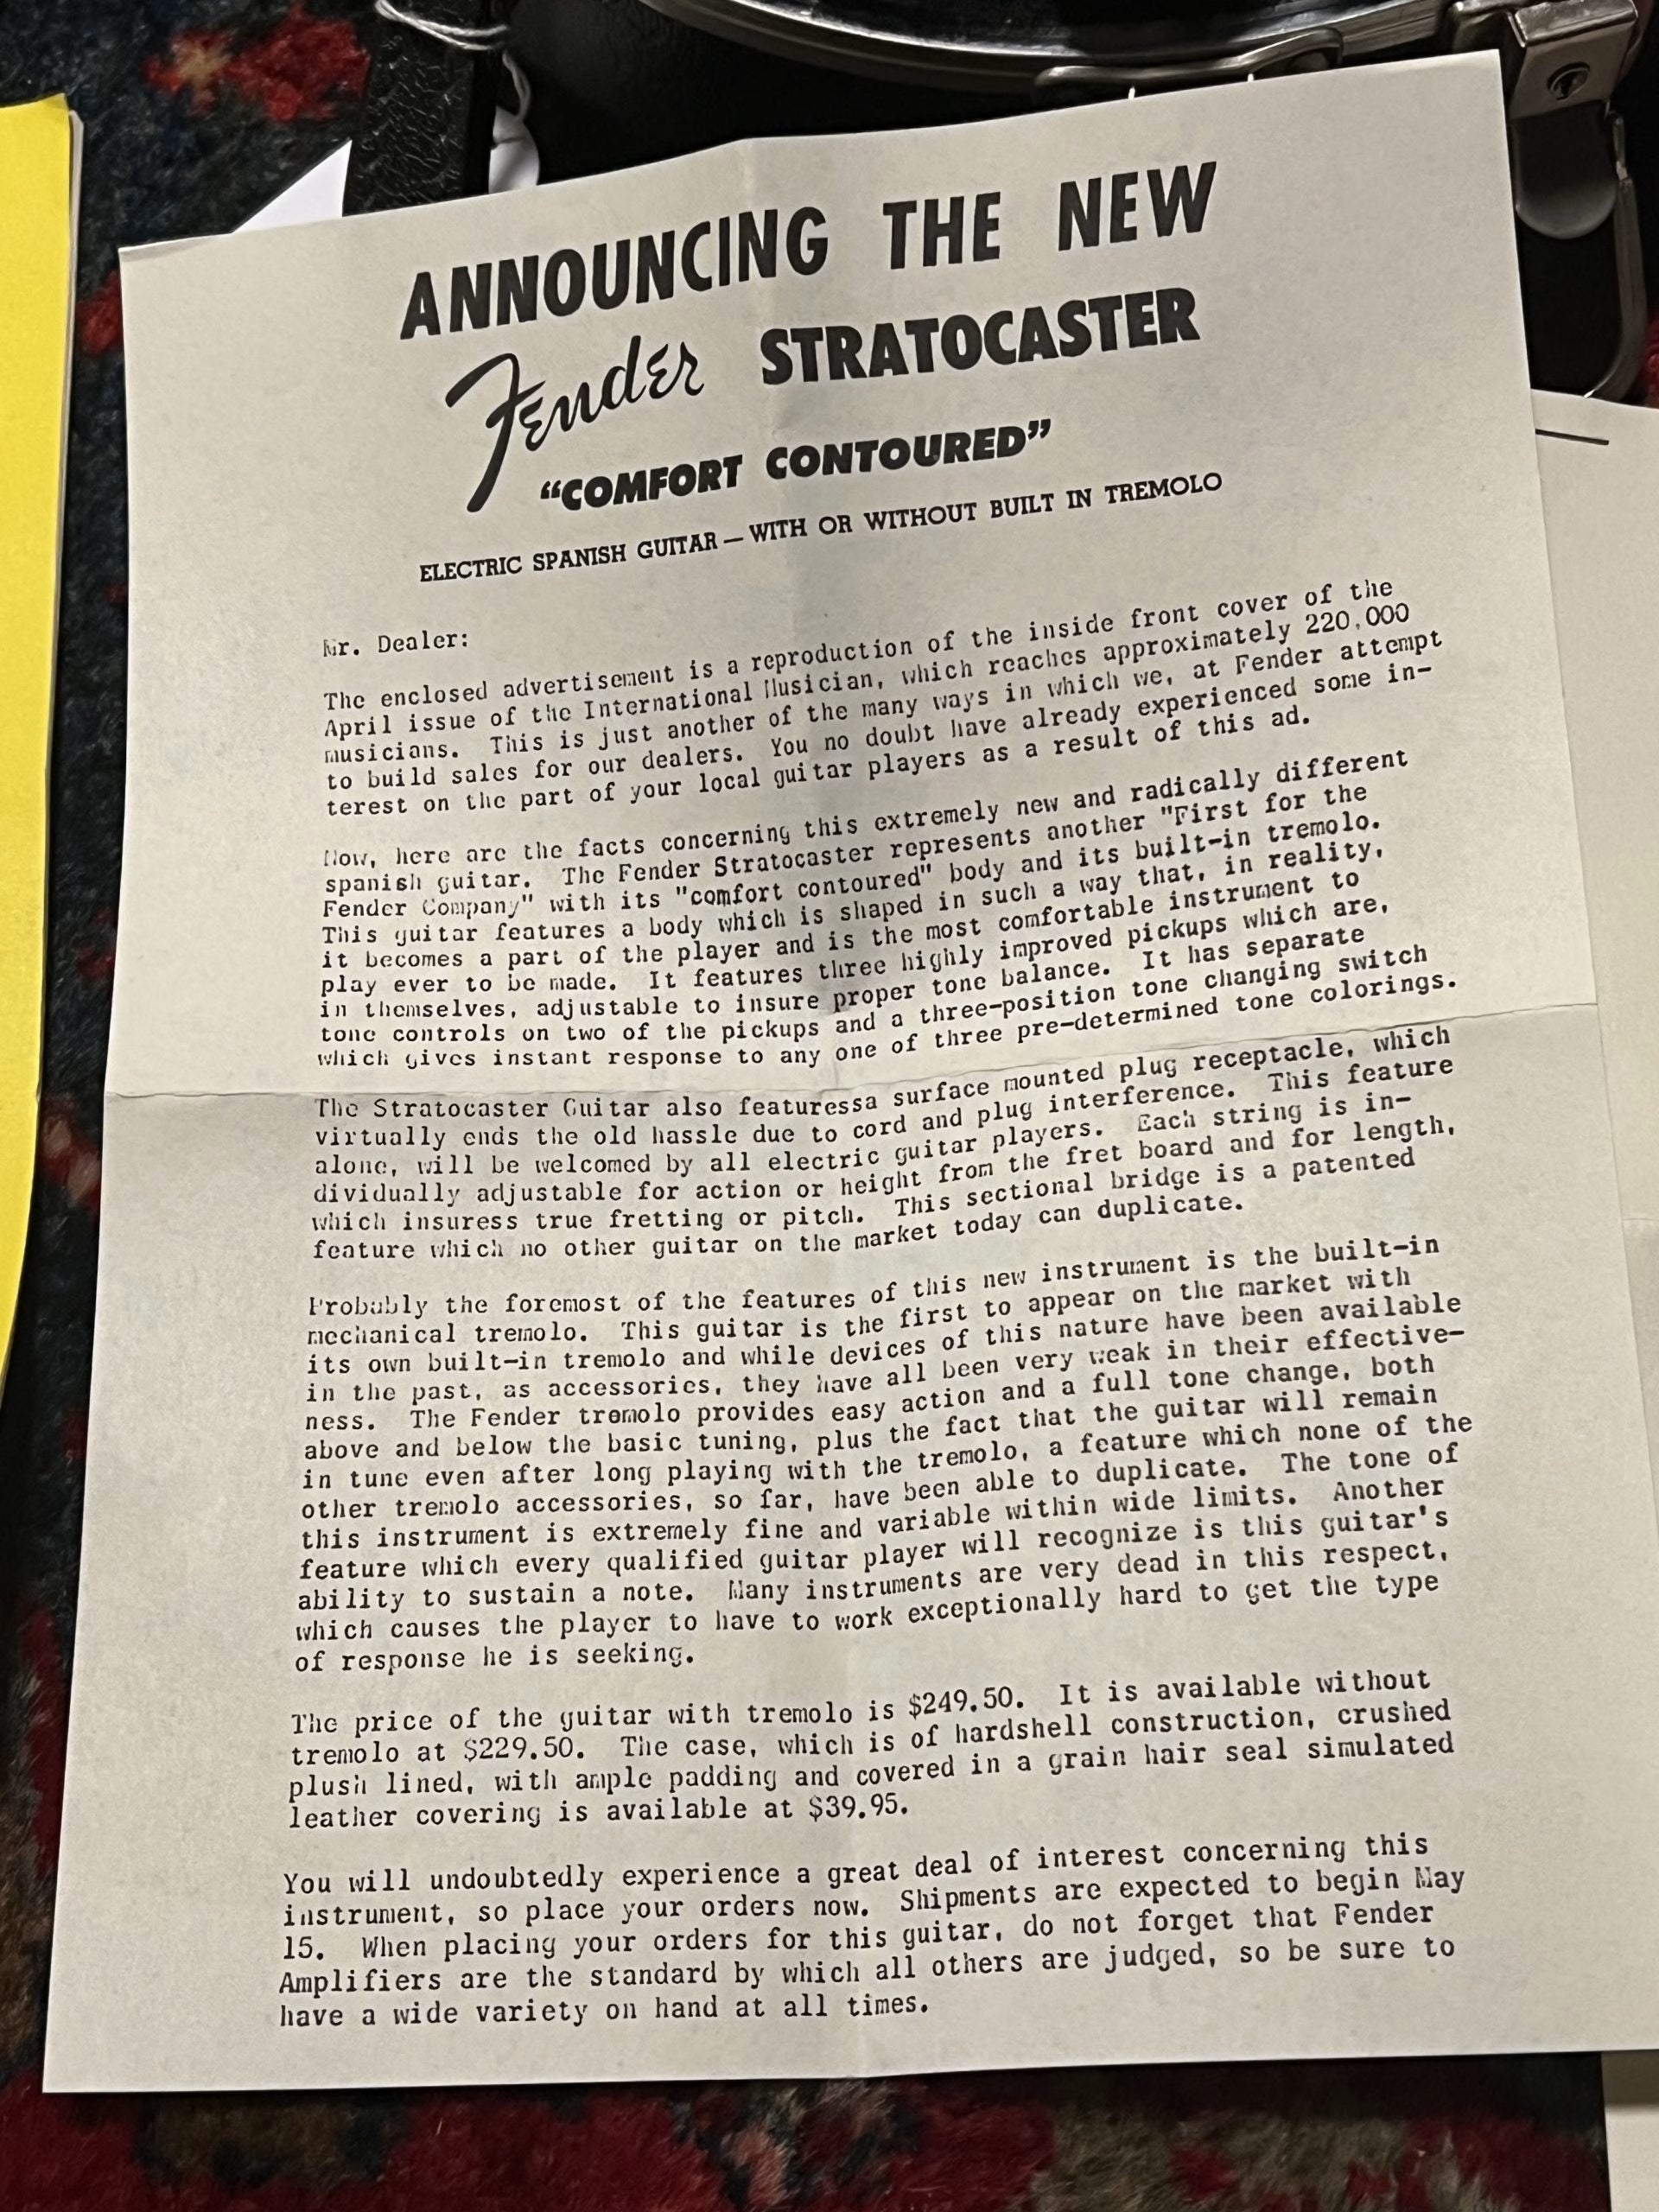 ANNOUNCING THE NEW
Fender STRATOCASTER
“COMFORT CONTOURED”
ELECTRIC SPANISH GUITAR — WITH OR WITHOUT BUILT IN TREMOLO
Mr. Dealer:
The enclosed advertisement is a reproduction of the inside front cover of the
April issue of the International Musician, which reaches approximately 220,000
musicians. This is just another of the many ways in which we, at Fender attempt
to build sales for our dealers. You no doubt have already experienced some in-
terest on the part of your local guitar players as a result of this ad.
Now, here are the facts concerning this extremely new and radically different
spanish guitar. The Fender Stratocaster represents another "First for the
Fender Company" with its "comfort contoured" body and its built-in tremolo.
This guitar features a body which is shaped in such a way that, in reality,
it becomes a part of the player and is the most comfortable instrument to
play ever to be made. It features three highly improved pickups which are,
in themselves, adjustable to insure proper tone balance. It has separate
tone controls on two of the pickups and a three-position tone changing switch
which gives instant response to any one of three pre-determined tone colorings.
The Stratocaster Guitar also featuressa surface mounted plug receptacle, which
virtually ends the old hassle due to cord and plug interference. This feature
alone, will be welcomed by all electric guitar players. Each string is in-
dividually adjustable for action or height from the fret board and for length,
which insuress true fretting or pitch. This sectional bridge is a patented
feature which no other guitar on the market today can duplicate.
Probably the foremost of the features of this new instrument is the built-in
mechanical tremolo. This guitar is the first to appear on the market with
its own built-in tremolo and while devices of this nature have been available
in the past, as accessories, they have all been very weak in their effective-
ness. The Fender tremolo provides easy action and a full tone change, both
above and below the basic tuning, plus the fact that the guitar will remain
in tune even after long playing with the tremolo, a feature which none of the
other tremolo accessories, so far, have been able to duplicate. The tone of
this instrument is extremely fine and variable within wide limits. Another
feature which every qualified guitar player will recognize is this guitar's
ability to sustain a note. Many instruments are very dead in this respect,
which causes the player to have to work exceptionally hard to get the type
of response he is seeking.
The price of the guitar with tremolo is $249.50. It is available without
tremolo at $229.50. The case, which is of hardshell construction, crushed
plush lined, with ample padding and covered in a grain hair seal simulated
leather covering is available at $39.95.
You will undoubtedly experience a great deal of interest concerning this
instrument, so place your orders now. Shipments are expected to begin May
15. When placing your orders for this guitar, do not forget that Fender
Amplifiers are the standard by which all others are judged, so be sure to
have a wide variety on hand at all times.